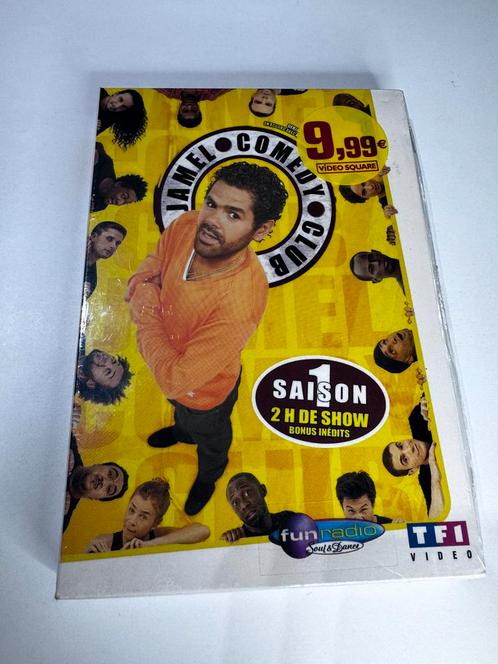 9,99€
VIDEO SQUARE
JAMEL • COMEDY • CLUB
1
SAISON
2 H DE SHOW
BONUS INÉDITS
fun radio
Soul & Dance
TF1
VIDEO